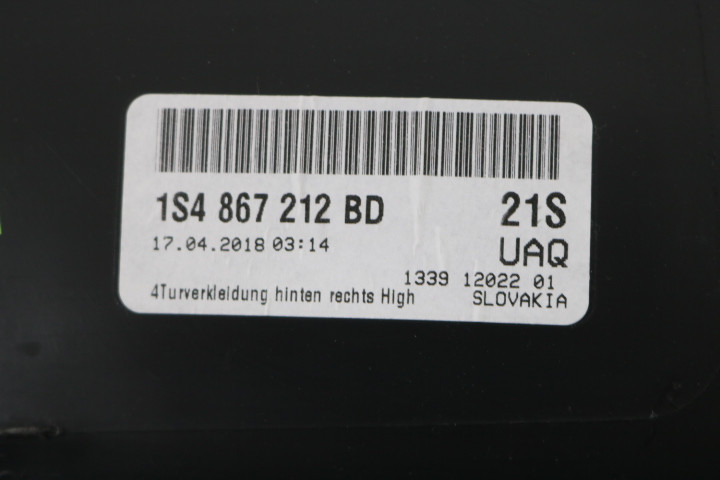 1S4 867 212 BD 21S
17.04.2018 03:14 UAQ
1339 12022 01
4Turverkleidung hinten rechts High SLOVAKIA